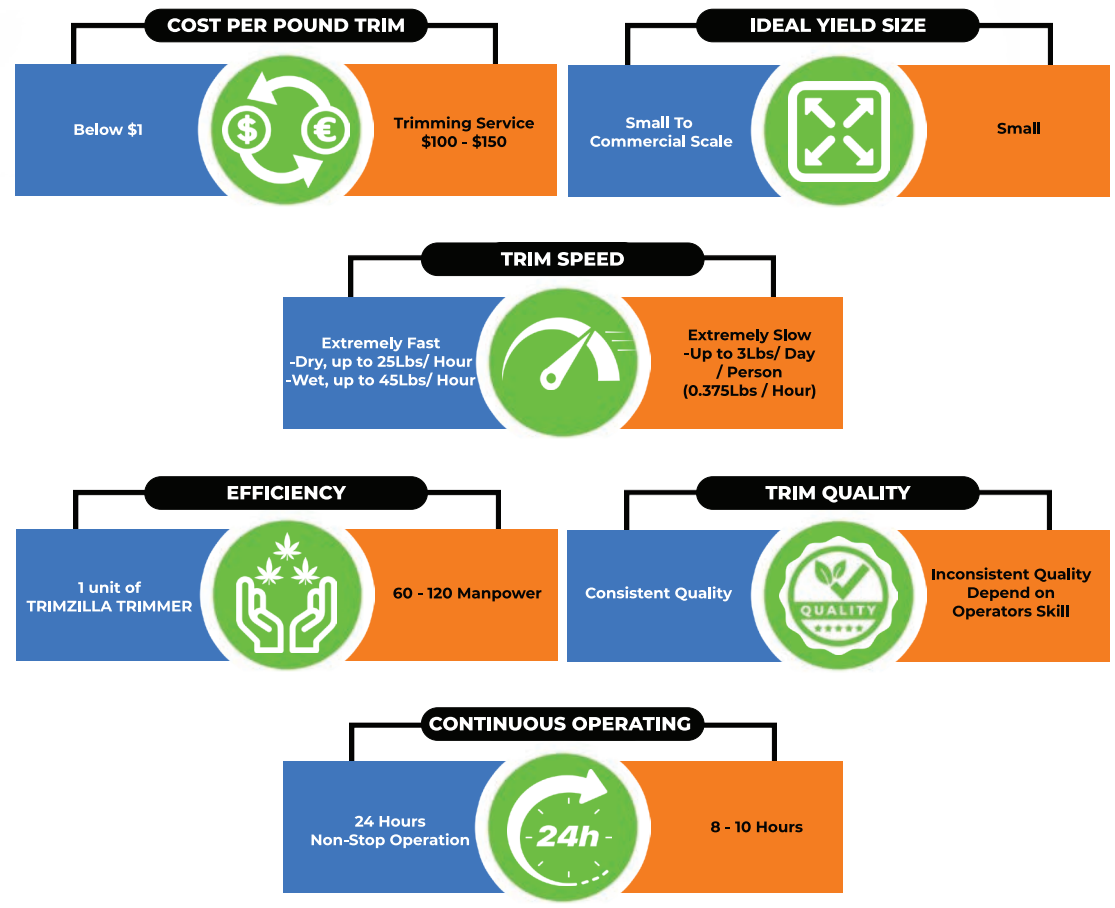 COST PER POUND TRIM
Below $1
$
€
Trimming Service
$100 - $150
IDEAL YIELD SIZE
Small To
Commercial Scale
Small
TRIM SPEED
Extremely Fast
-Dry, up to 25Lbs/ Hour
-Wet, up to 45Lbs/ Hour
Extremely Slow
-Up to 3Lbs/ Day
/ Person
(0.375Lbs / Hour)
EFFICIENCY
1 unit of
TRIMZILLA TRIMMER
60 - 120 Manpower
TRIM QUALITY
Consistent Quality
QUALITY
Inconsistent Quality
Depend on
Operators Skill
CONTINUOUS OPERATING
24 Hours
Non-Stop Operation
24h
8 - 10 Hours